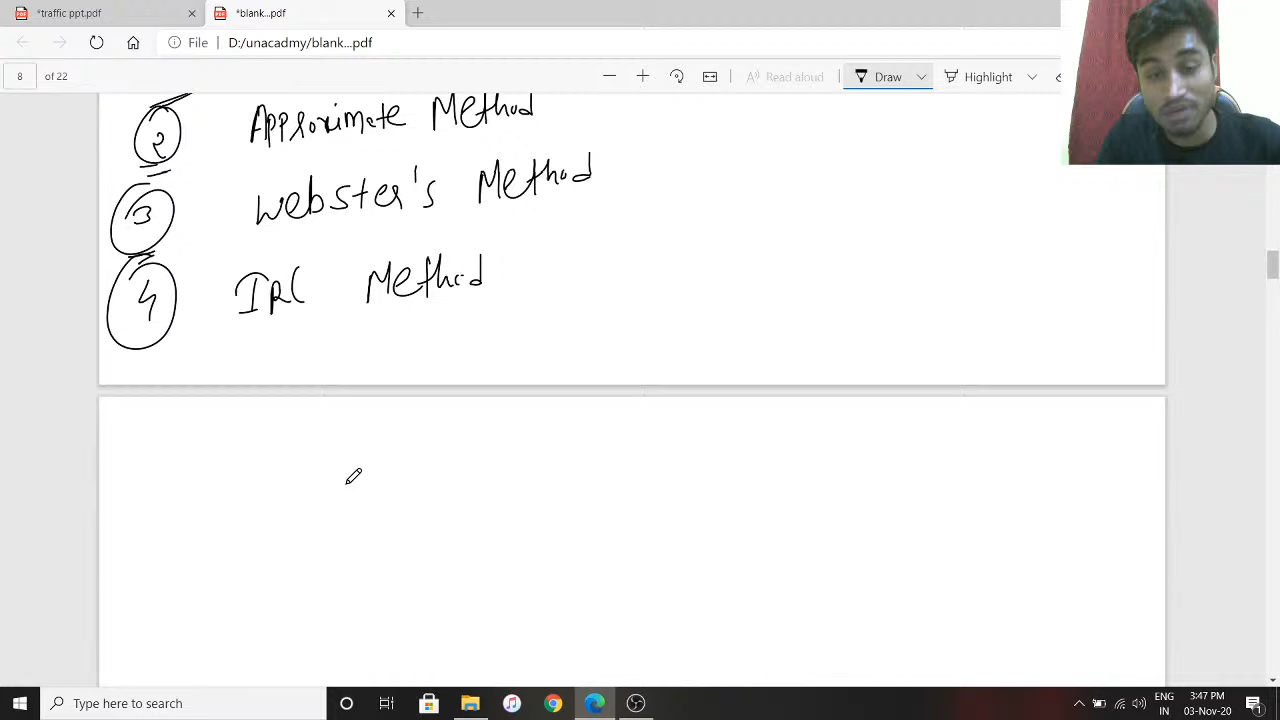 *traffic ppt.pdf
*blank...pdf
File D:/unacadmy/blank...pdf
8 of 22
Read aloud
Draw
Highlight
2 Approximate Method
3 Webster's Method
4 IRC Method
Type here to search
ENG
IN
3:47 PM
03-Nov-20
1